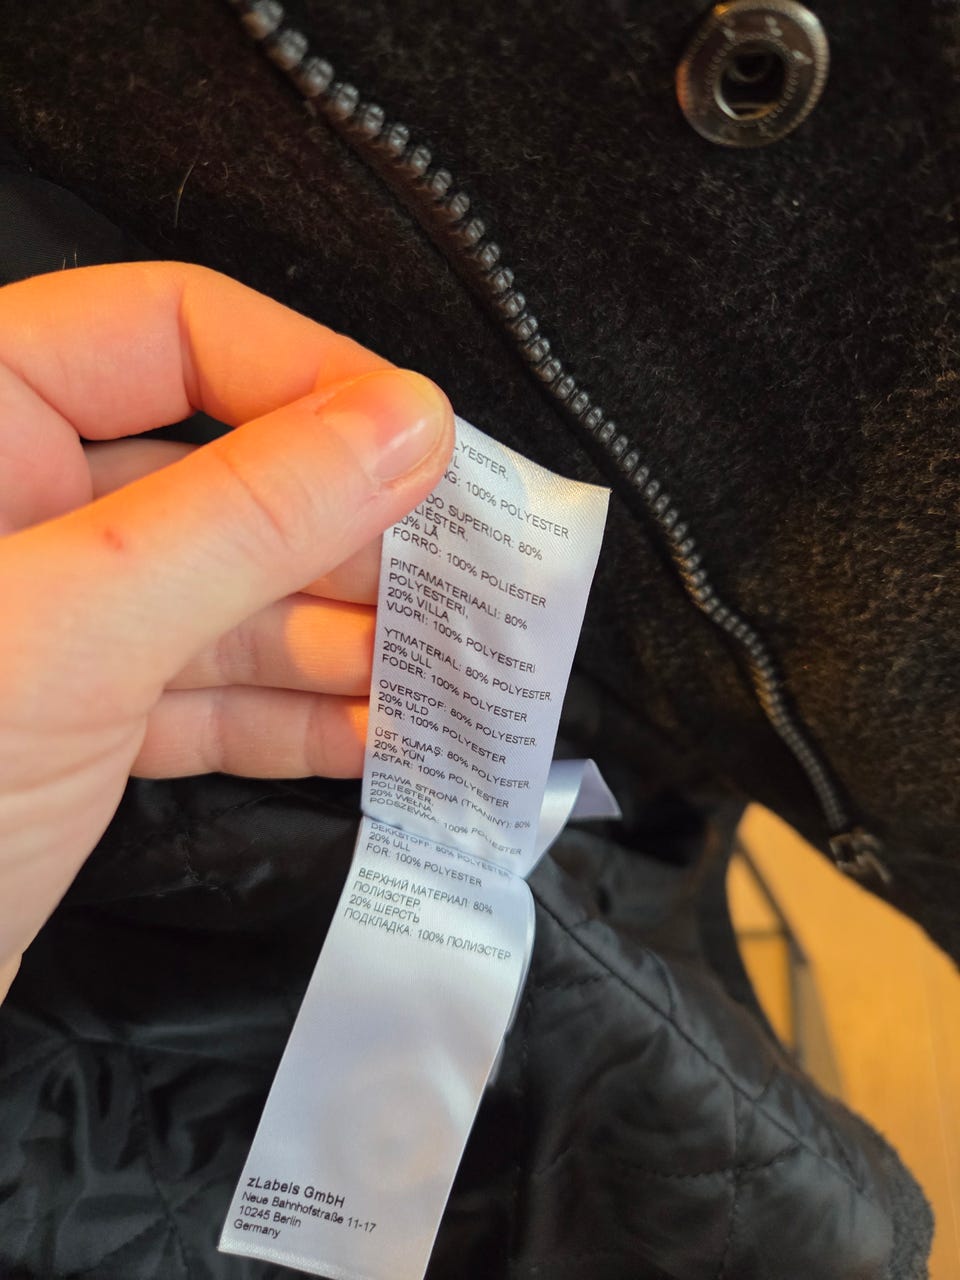 LYESTER,
L
NG: 100% POLYESTER
DO SUPERIOR: 80%
LIÉSTER,
0% LÃ
FORRO: 100% POLIÉSTER
PINTAMATERIAALI: 80%
POLYESTERI,
20% VILLA
VUORI: 100% POLYESTERI
YTMATERIAL: 80% POLYESTER,
20% ULL
FODER: 100% POLYESTER
OVERSTOF: 80% POLYESTER,
20% ULD
FOR: 100% POLYESTER
ÜST KUMAŞ: 80% POLYESTER,
20% YÜN
ASTAR: 100% POLYESTER
PRAWA STRONA (TKANINY): 80%
POLIESTER,
20% WEŁNA
PODSZEWKA: 100% POLIESTER
DEKKSTOFF: 80% POLYESTER,
20% ULL
FOR: 100% POLYESTER
ВЕРХНИЙ МАТЕРИАЛ: 80%
ПОЛИЭСТЕР,
20% ШЕРСТЬ
ПОДКЛАДКА: 100% ПОЛИЭСТЕР
zLabels GmbH
Neue Bahnhofstraße 11-17
10245 Berlin
Germany